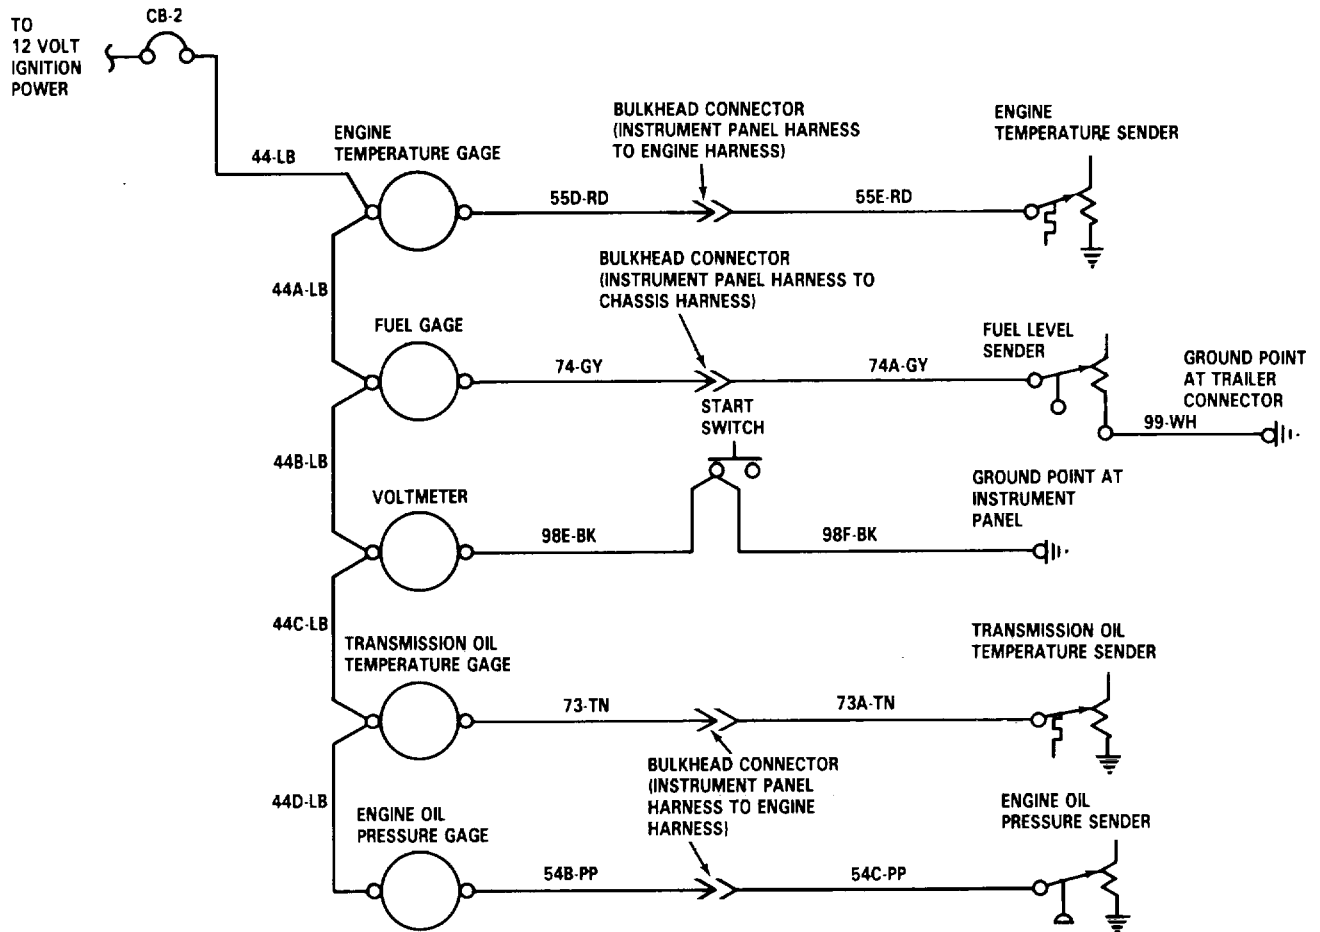 TO
12 VOLT
IGNITION
POWER
CB-2
44-LB
ENGINE
TEMPERATURE GAGE
55D-RD
BULKHEAD CONNECTOR
(INSTRUMENT PANEL HARNESS
TO ENGINE HARNESS)
55E-RD
ENGINE
TEMPERATURE SENDER
44A-LB
FUEL GAGE
74-GY
BULKHEAD CONNECTOR
(INSTRUMENT PANEL HARNESS TO
CHASSIS HARNESS)
74A-GY
FUEL LEVEL
SENDER
99-WH
GROUND POINT
AT TRAILER
CONNECTOR
44B-LB
VOLTMETER
98E-BK
START
SWITCH
98F-BK
GROUND POINT AT
INSTRUMENT
PANEL
44C-LB
TRANSMISSION OIL
TEMPERATURE GAGE
73-TN
73A-TN
TRANSMISSION OIL
TEMPERATURE SENDER
BULKHEAD CONNECTOR
(INSTRUMENT PANEL
HARNESS TO ENGINE
HARNESS)
44D-LB
ENGINE OIL
PRESSURE GAGE
54B-PP
54C-PP
ENGINE OIL
PRESSURE SENDER